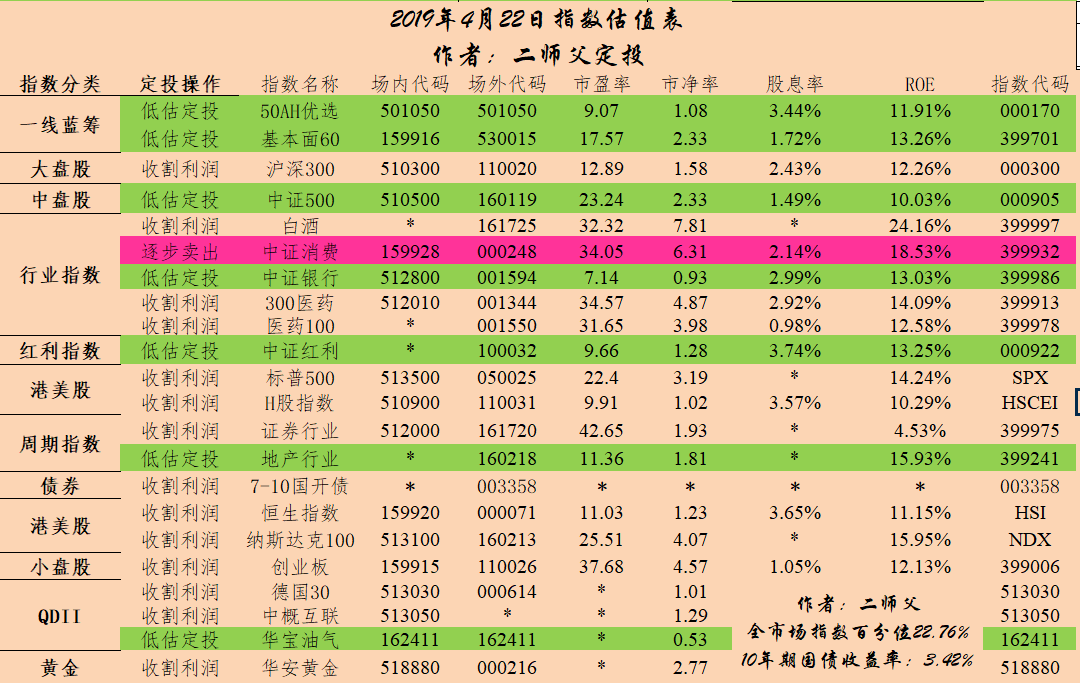 2019年4月22日指数估值表
作者：二师父定投
指数分类 定投操作 指数名称 场内代码 场外代码 市盈率 市净率 股息率 ROE 指数代码
一线蓝筹 低估定投 50AH优选 501050 501050 9.07 1.08 3.44% 11.91% 000170
低估定投 基本面60 159916 530015 17.57 2.33 1.72% 13.26% 399701
大盘股 收割利润 沪深300 510300 110020 12.89 1.58 2.43% 12.26% 000300
中盘股 低估定投 中证500 510500 160119 23.24 2.33 1.49% 10.03% 000905
行业指数 收割利润 白酒 * 161725 32.32 7.81 * 24.16% 399997
逐步卖出 中证消费 159928 000248 34.05 6.31 2.14% 18.53% 399932
低估定投 中证银行 512800 001594 7.14 0.93 2.99% 13.03% 399986
收割利润 300医药 512010 001344 34.57 4.87 2.92% 14.09% 399913
收割利润 医药100 * 001550 31.65 3.98 0.98% 12.58% 399978
红利指数 低估定投 中证红利 * 100032 9.66 1.28 3.74% 13.25% 000922
港美股 收割利润 标普500 513500 050025 22.4 3.19 * 14.24% SPX
收割利润 H股指数 510900 110031 9.91 1.02 3.57% 10.29% HSCEI
周期指数 收割利润 证券行业 512000 161720 42.65 1.93 * 4.53% 399975
低估定投 地产行业 * 160218 11.36 1.81 * 15.93% 399241
债券 收割利润 7-10国开债 * 003358 * * * * 003358
港美股 收割利润 恒生指数 159920 000071 11.03 1.23 3.65% 11.15% HSI
收割利润 纳斯达克100 513100 160213 25.51 4.07 * 15.95% NDX
小盘股 收割利润 创业板 159915 110026 37.68 4.57 1.05% 12.13% 399006
QDII 收割利润 德国30 513030 000614 * 1.01 513030
收割利润 中概互联 513050 * * 1.29 513050
低估定投 华宝油气 162411 162411 * 0.53 162411
黄金 收割利润 华安黄金 518880 000216 * 2.77 518880
作者：二师父
全市场指数百分位22.76%
10年期国债收益率：3.42%